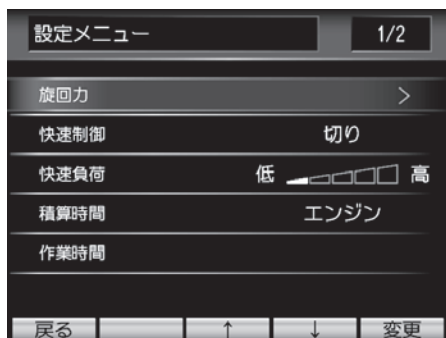 設定メニュー 1/2
旋回力 >
快速制御 切り
快速負荷 低 高
積算時間 エンジン
作業時間
戻る ↑ ↓ 変更